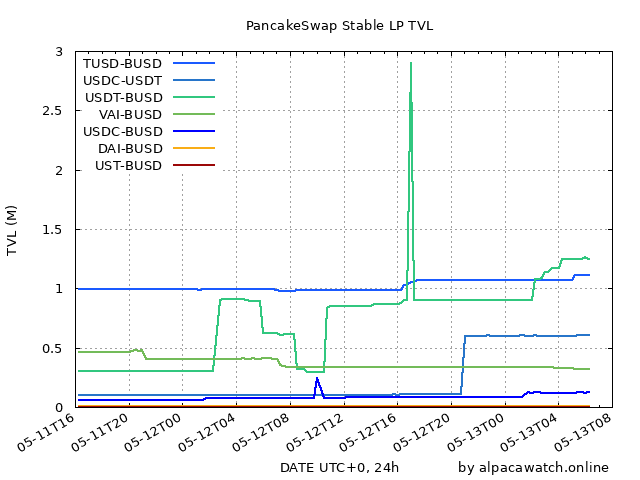 PancakeSwap Stable LP TVL
TUSD-BUSD
USDC-USDT
USDT-BUSD
VAI-BUSD
USDC-BUSD
DAI-BUSD
UST-BUSD
TVL (M)
3
2.5
2
1.5
1
0.5
0
05-11T16
05-11T20
05-12T00
05-12T04
05-12T08
05-12T12
05-12T16
05-12T20
05-13T00
05-13T04
05-13T08
DATE UTC+0, 24h
by alpacawatch.online